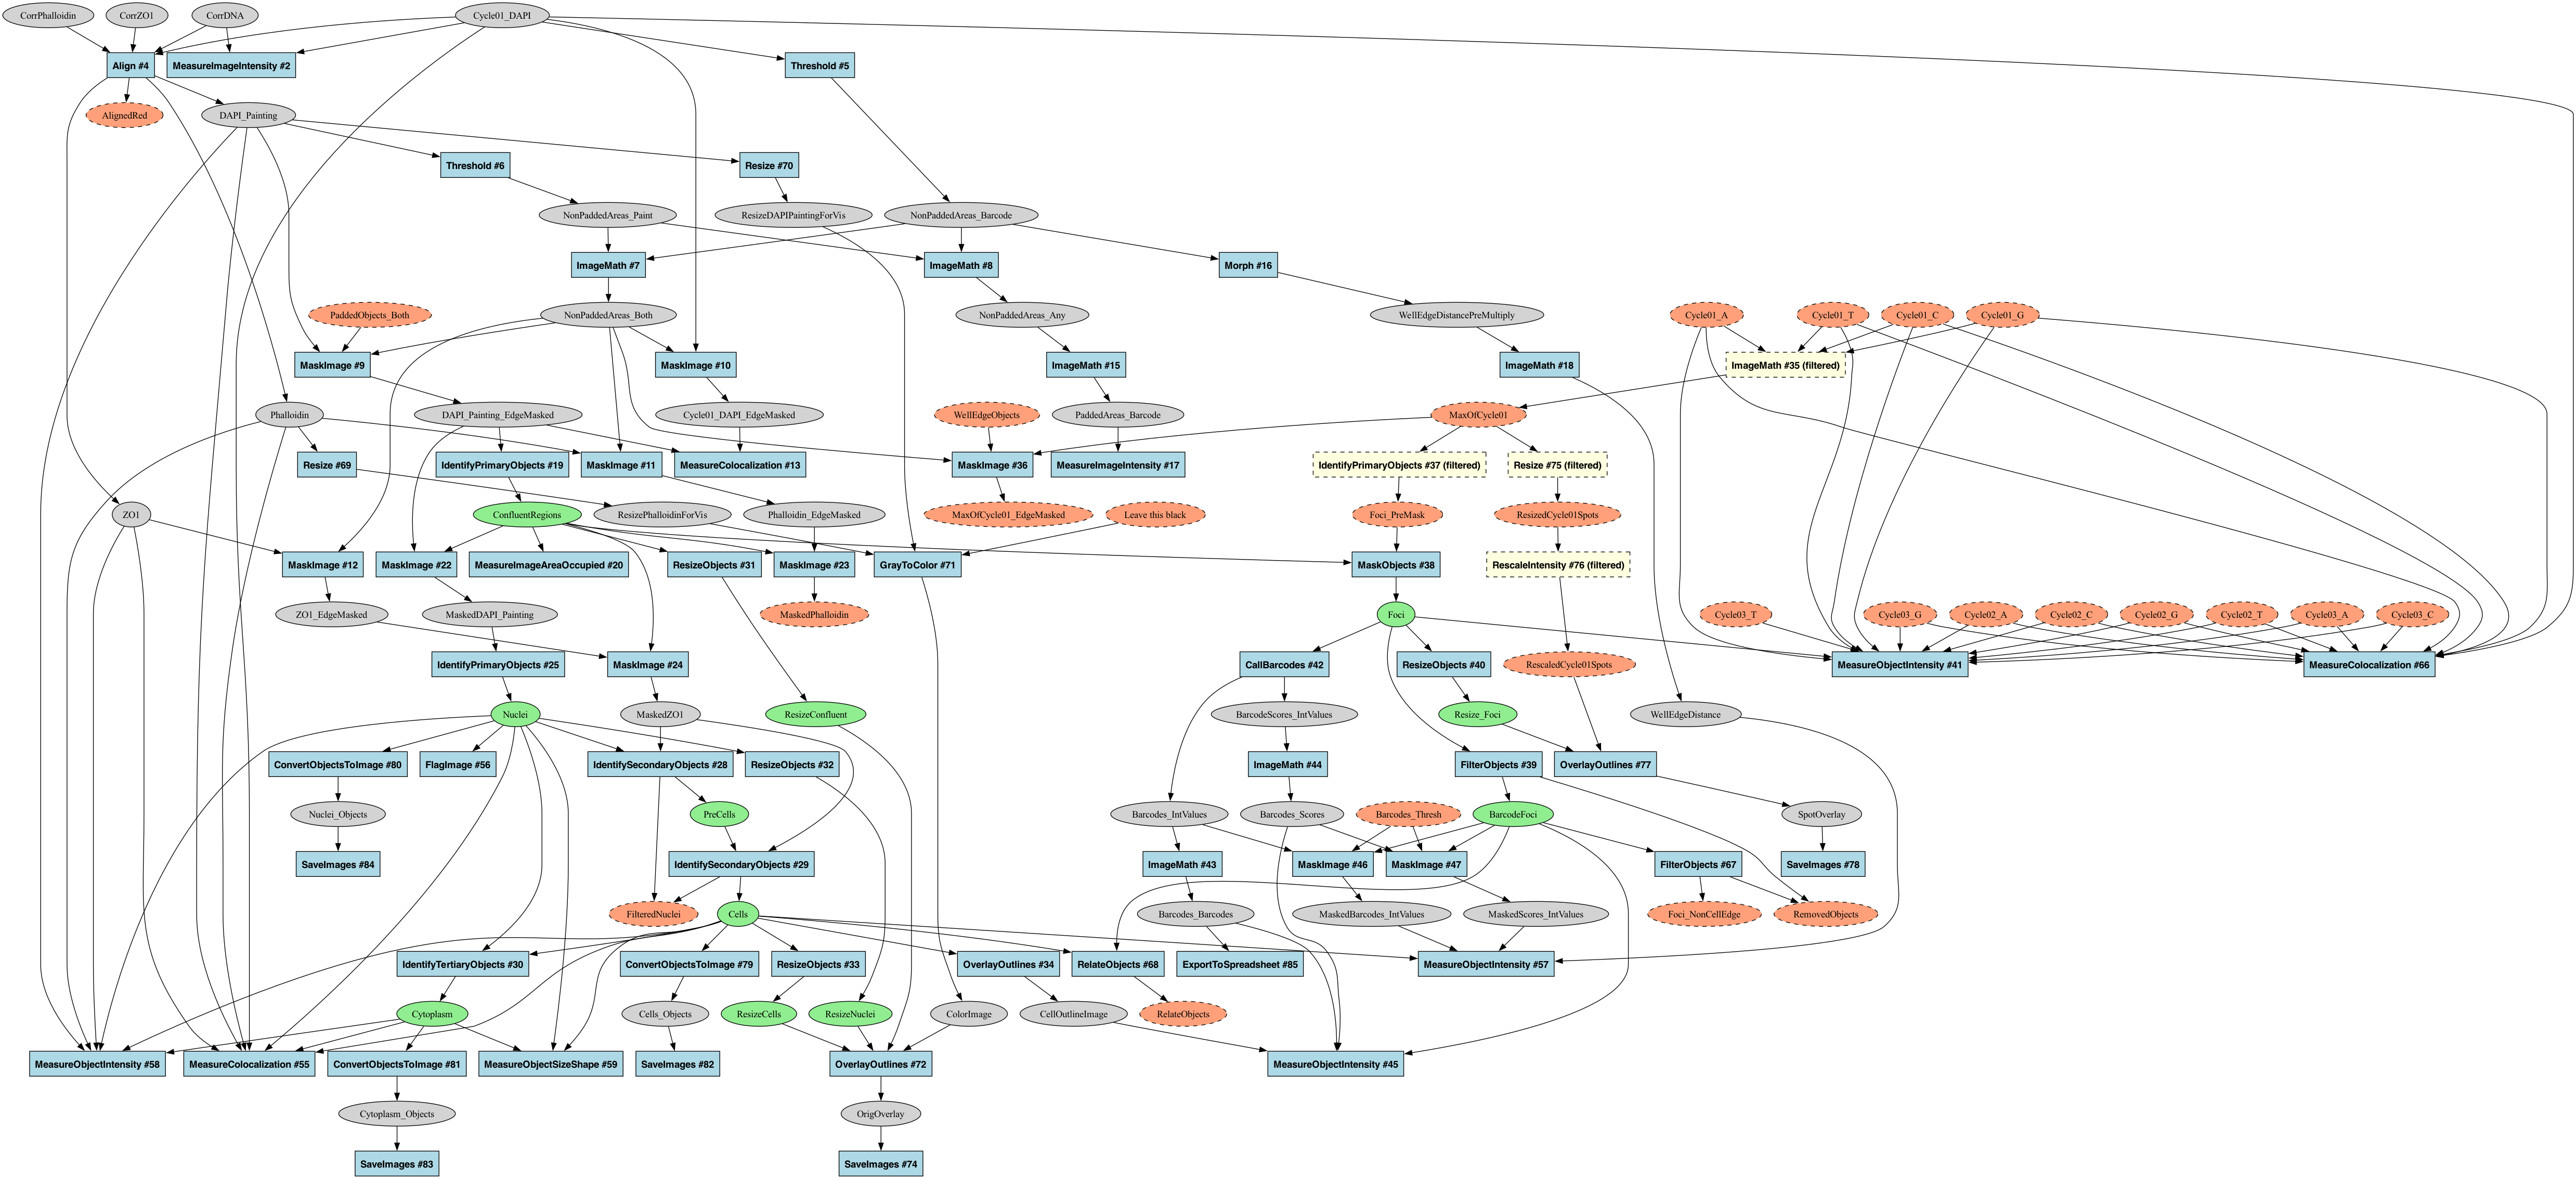 CorrPhalloidin
CorrZO1
CorrDNA
Cycle01_DAPI
Align #4
MeasureImageIntensity #2
Threshold #5
AlignedRed
DAPI_Painting
Threshold #6
Resize #70
NonPaddedAreas_Paint
ResizeDAPIPaintingForVis
NonPaddedAreas_Barcode
ImageMath #7
ImageMath #8
Morph #16
PaddedObjects_Both
NonPaddedAreas_Both
NonPaddedAreas_Any
WellEdgeDistancePreMultiply
Cycle01_A
Cycle01_T
Cycle01_C
Cycle01_G
MaskImage #9
MaskImage #10
ImageMath #15
ImageMath #18
ImageMath #35 (filtered)
Phalloidin
DAPI_Painting_EdgeMasked
Cycle01_DAPI_EdgeMasked
WellEdgeObjects
PaddedAreas_Barcode
MaxOfCycle01
Resize #69
IdentifyPrimaryObjects #19
MaskImage #11
MeasureColocalization #13
MaskImage #36
MeasureImageIntensity #17
IdentifyPrimaryObjects #37 (filtered)
Resize #75 (filtered)
ZO1
ConfluentRegions
ResizePhalloidinForVis
Phalloidin_EdgeMasked
MaxOfCycle01_EdgeMasked
Leave this black
Foci_PreMask
ResizedCycle01Spots
MaskImage #12
MaskImage #22
MeasureImageAreaOccupied #20
ResizeObjects #31
MaskImage #23
GrayToColor #71
MaskObjects #38
RescaleIntensity #76 (filtered)
ZO1_EdgeMasked
MaskedDAPI_Painting
MaskedPhalloidin
Foci
Cycle03_T
Cycle03_G
Cycle02_A
Cycle02_C
Cycle02_G
Cycle02_T
Cycle03_A
Cycle03_C
IdentifyPrimaryObjects #25
MaskImage #24
CallBarcodes #42
ResizeObjects #40
RescaledCycle01Spots
MeasureObjectIntensity #41
MeasureColocalization #66
Nuclei
MaskedZO1
ResizeConfluent
BarcodeScores_IntValues
Resize_Foci
WellEdgeDistance
ConvertObjectsToImage #80
FlagImage #56
IdentifySecondaryObjects #28
ResizeObjects #32
ImageMath #44
FilterObjects #39
OverlayOutlines #77
Nuclei_Objects
PreCells
Barcodes_IntValues
Barcodes_Scores
Barcodes_Thresh
BarcodeFoci
SpotOverlay
SaveImages #84
IdentifySecondaryObjects #29
ImageMath #43
MaskImage #46
MaskImage #47
FilterObjects #67
SaveImages #78
FilteredNuclei
Cells
Barcodes_Barcodes
MaskedBarcodes_IntValues
MaskedScores_IntValues
Foci_NonCellEdge
RemovedObjects
IdentifyTertiaryObjects #30
ConvertObjectsToImage #79
ResizeObjects #33
OverlayOutlines #34
RelateObjects #68
ExportToSpreadsheet #85
MeasureObjectIntensity #57
Cytoplasm
Cells_Objects
ResizeCells
ResizeNuclei
ColorImage
CellOutlineImage
RelateObjects
MeasureObjectIntensity #58
MeasureColocalization #55
ConvertObjectsToImage #81
MeasureObjectSizeShape #59
SaveImages #82
OverlayOutlines #72
MeasureObjectIntensity #45
Cytoplasm_Objects
OrigOverlay
SaveImages #83
SaveImages #74